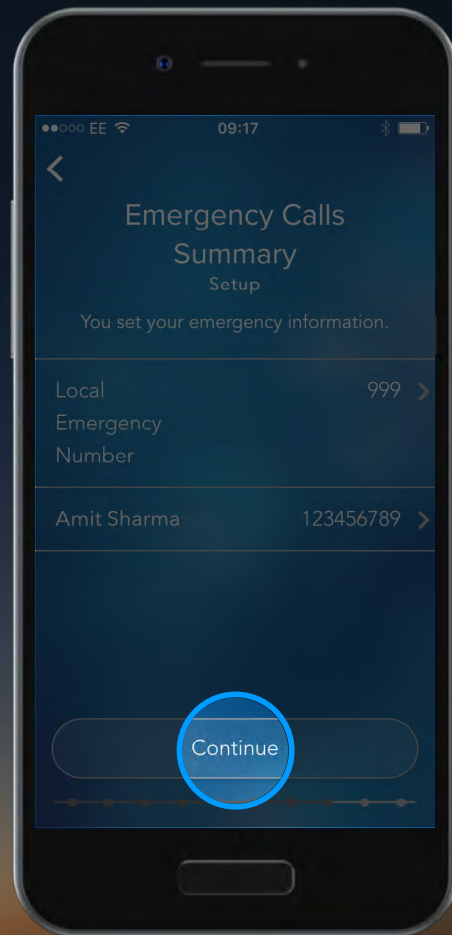 EE 09:17
Emergency Calls
Summary
Setup
You set your emergency information.
Local 999
Emergency
Number
Amit Sharma 123456789
Continue